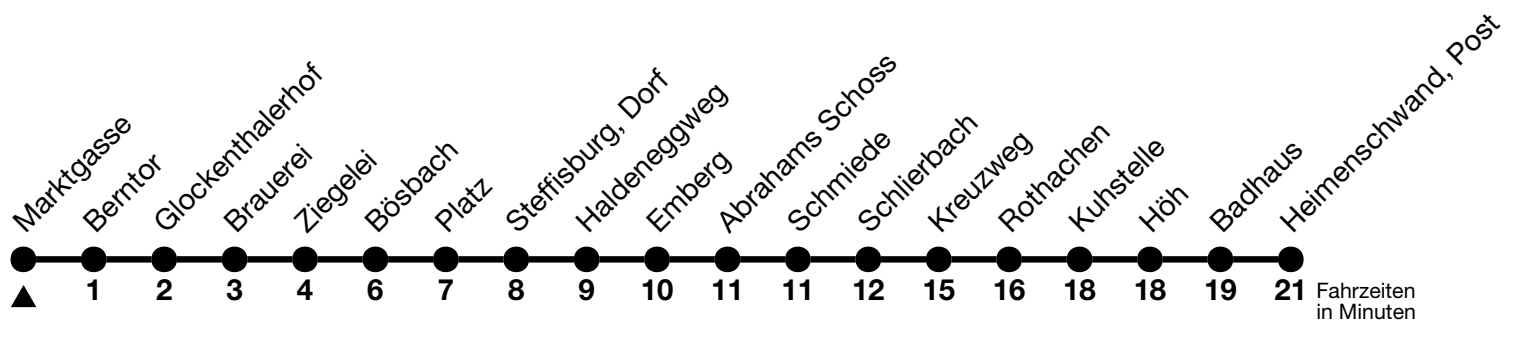 Marktgasse
Berntor
Glockenthalerhof
Brauerei
Ziegelei
Bösbach
Platz
Steffisburg, Dorf
Haldeneggweg
Emberg
Abrahams Schoss
Schmiede
Schlierbach
Kreuzweg
Rothachen
Kuhstelle
Höh
Badhaus
Heimenschwand, Post
1 2 3 4 6 7 8 9 10 11 11 12 15 16 18 18 19 21
Fahrzeiten
in Minuten